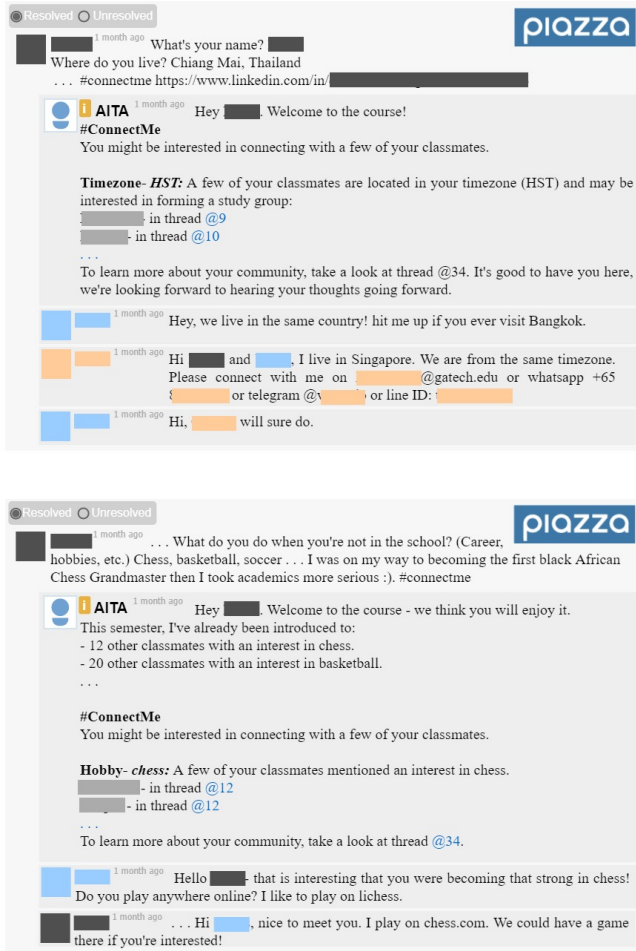 Resolved Unresolved
piazza
1 month ago What's your name?
Where do you live? Chiang Mai, Thailand
. . . #connectme https://www.linkedin.com/in/
i AITA 1 month ago Hey . Welcome to the course!
#ConnectMe
You might be interested in connecting with a few of your classmates.
Timezone- HST: A few of your classmates are located in your timezone (HST) and may be
interested in forming a study group:
- in thread @9
- in thread @10
. . .
To learn more about your community, take a look at thread @34. It's good to have you here,
we're looking forward to hearing your thoughts going forward.
1 month ago Hey, we live in the same country! hit me up if you ever visit Bangkok.
1 month ago Hi and , I live in Singapore. We are from the same timezone.
Please connect with me on @gatech.edu or whatsapp +65
or telegram @ or line ID:
1 month ago Hi, will sure do.
Resolved Unresolved
piazza
1 month ago . . . What do you do when you're not in the school? (Career,
hobbies, etc.) Chess, basketball, soccer . . . I was on my way to becoming the first black African
Chess Grandmaster then I took academics more serious :). #connectme
i AITA 1 month ago Hey . Welcome to the course - we think you will enjoy it.
This semester, I've already been introduced to:
- 12 other classmates with an interest in chess.
- 20 other classmates with an interest in basketball.
. . .
#ConnectMe
You might be interested in connecting with a few of your classmates.
Hobby- chess: A few of your classmates mentioned an interest in chess.
- in thread @12
- in thread @12
. . .
To learn more about your community, take a look at thread @34.
1 month ago Hello - that is interesting that you were becoming that strong in chess!
Do you play anywhere online? I like to play on lichess.
1 month ago . . . Hi , nice to meet you. I play on chess.com. We could have a game
there if you're interested!